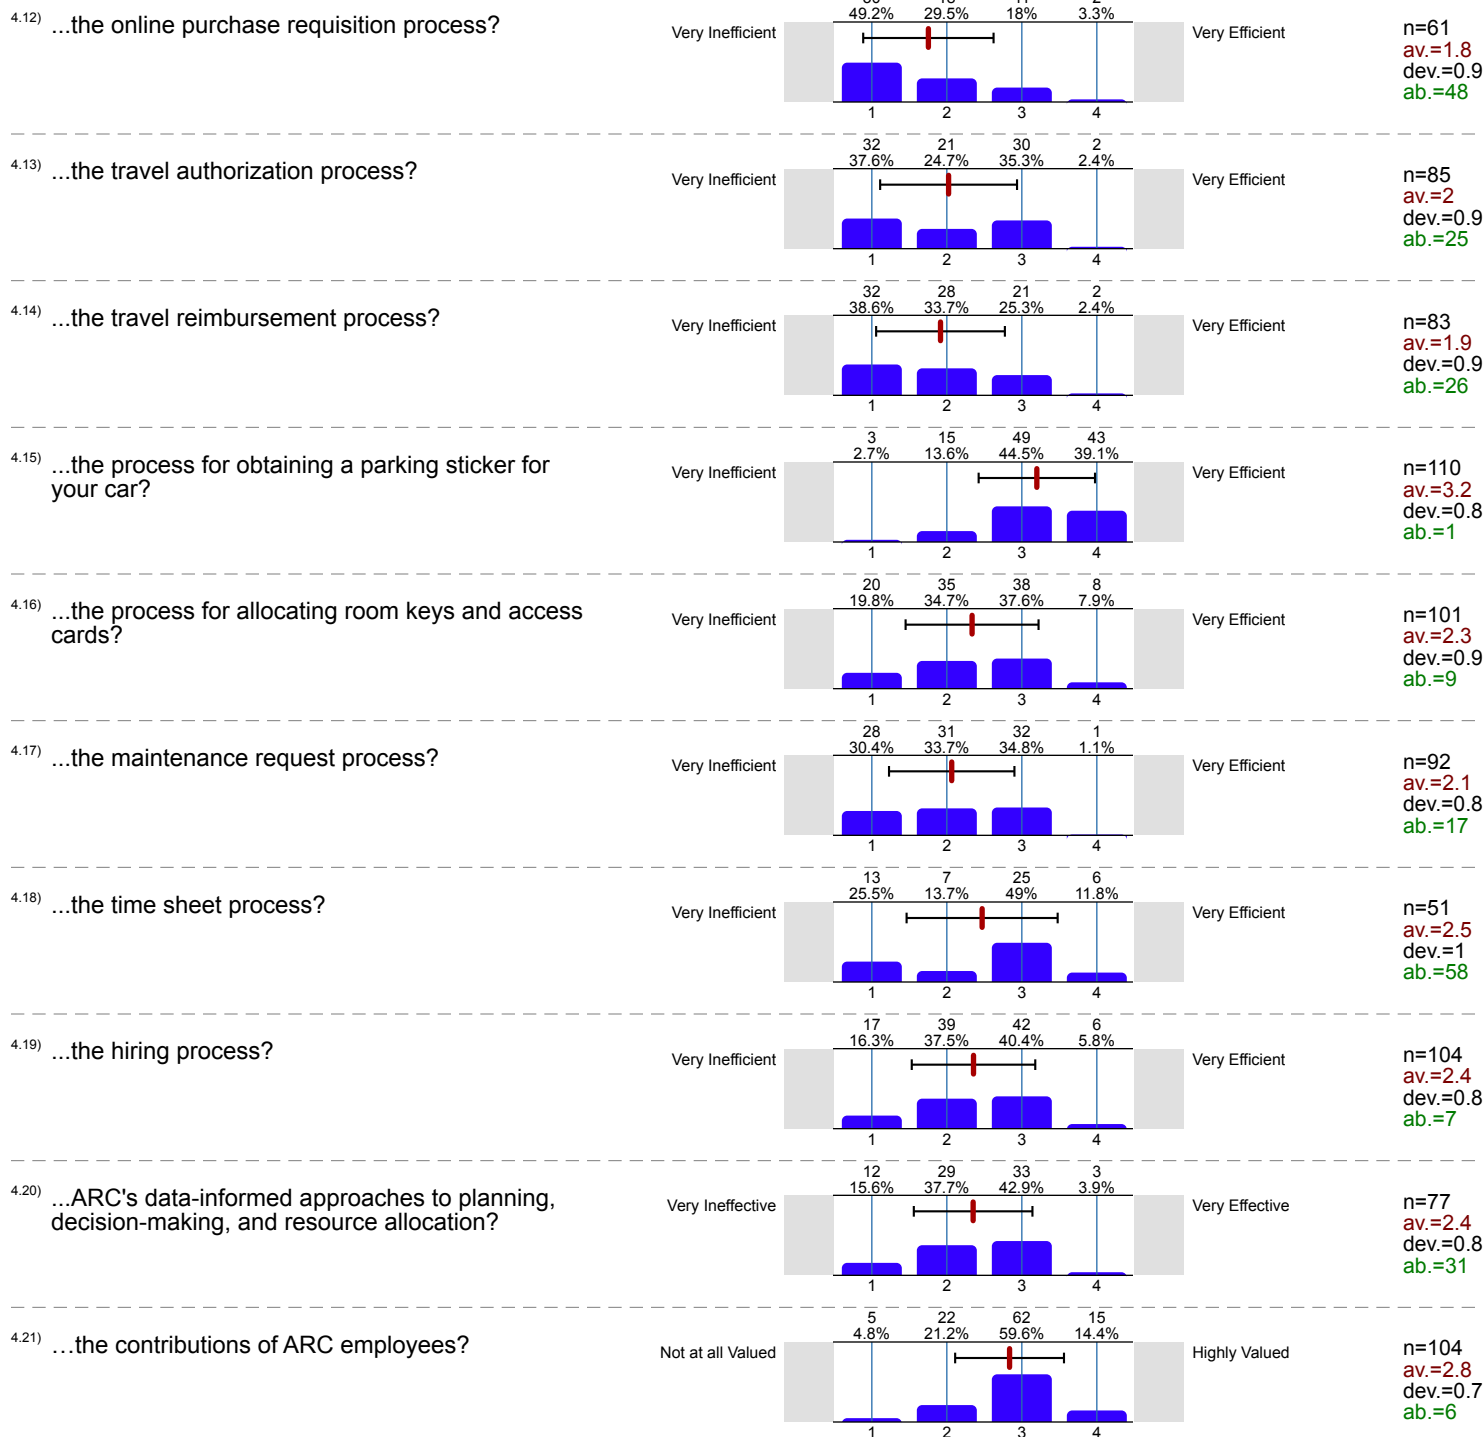 4.12) ...the online purchase requisition process?
Very Inefficient
49.2% 29.5% 18% 3.3%
1 2 3 4
Very Efficient
n=61
av.=1.8
dev.=0.9
ab.=48
4.13) ...the travel authorization process?
Very Inefficient
32 21 30 2
37.6% 24.7% 35.3% 2.4%
1 2 3 4
Very Efficient
n=85
av.=2
dev.=0.9
ab.=25
4.14) ...the travel reimbursement process?
Very Inefficient
32 28 21 2
38.6% 33.7% 25.3% 2.4%
1 2 3 4
Very Efficient
n=83
av.=1.9
dev.=0.9
ab.=26
4.15) ...the process for obtaining a parking sticker for
your car?
Very Inefficient
3 15 49 43
2.7% 13.6% 44.5% 39.1%
1 2 3 4
Very Efficient
n=110
av.=3.2
dev.=0.8
ab.=1
4.16) ...the process for allocating room keys and access
cards?
Very Inefficient
20 35 38 8
19.8% 34.7% 37.6% 7.9%
1 2 3 4
Very Efficient
n=101
av.=2.3
dev.=0.9
ab.=9
4.17) ...the maintenance request process?
Very Inefficient
28 31 32 1
30.4% 33.7% 34.8% 1.1%
1 2 3 4
Very Efficient
n=92
av.=2.1
dev.=0.8
ab.=17
4.18) ...the time sheet process?
Very Inefficient
13 7 25 6
25.5% 13.7% 49% 11.8%
1 2 3 4
Very Efficient
n=51
av.=2.5
dev.=1
ab.=58
4.19) ...the hiring process?
Very Inefficient
17 39 42 6
16.3% 37.5% 40.4% 5.8%
1 2 3 4
Very Efficient
n=104
av.=2.4
dev.=0.8
ab.=7
4.20) ...ARC's data-informed approaches to planning,
decision-making, and resource allocation?
Very Ineffective
12 29 33 3
15.6% 37.7% 42.9% 3.9%
1 2 3 4
Very Effective
n=77
av.=2.4
dev.=0.8
ab.=31
4.21) …the contributions of ARC employees?
Not at all Valued
5 22 62 15
4.8% 21.2% 59.6% 14.4%
1 2 3 4
Highly Valued
n=104
av.=2.8
dev.=0.7
ab.=6